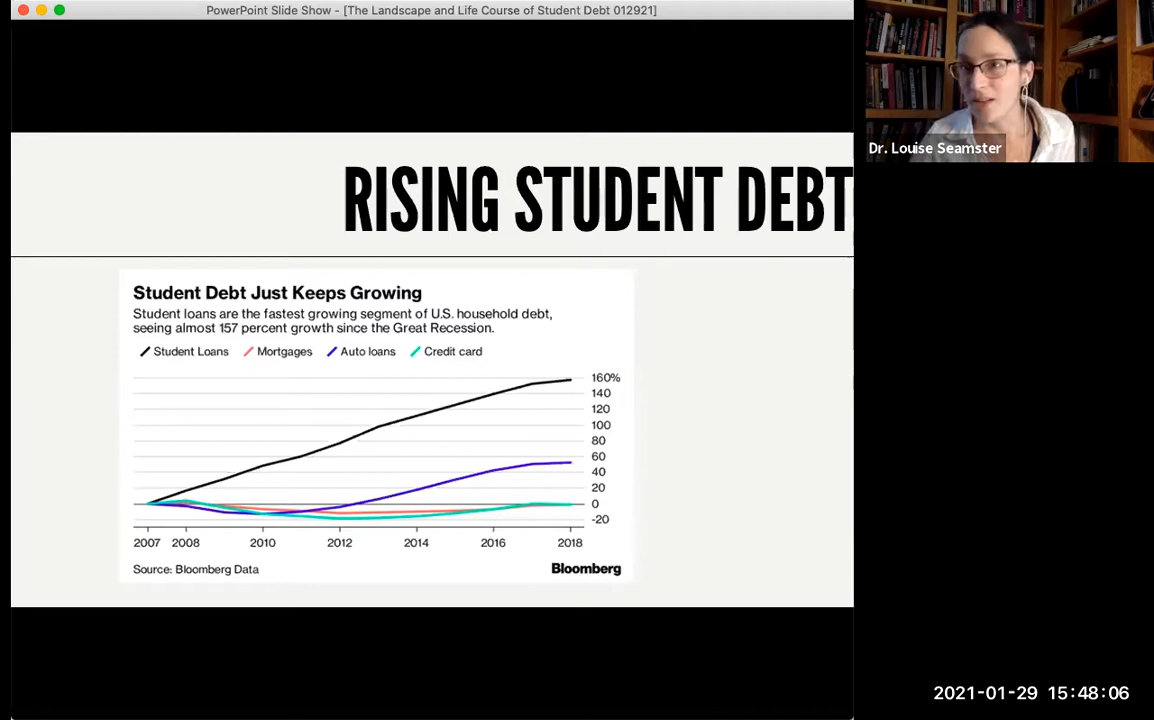 PowerPoint Slide Show - [The Landscape and Life Course of Student Debt 012921]
Dr. Louise Seamster
RISING STUDENT DEBT
Student Debt Just Keeps Growing
Student loans are the fastest growing segment of U.S. household debt,
seeing almost 157 percent growth since the Great Recession.
Student Loans Mortgages Auto loans Credit card
160%
140
120
100
80
60
40
20
0
-20
2007 2008 2010 2012 2014 2016 2018
Source: Bloomberg Data Bloomberg
2021-01-29 15:48:06